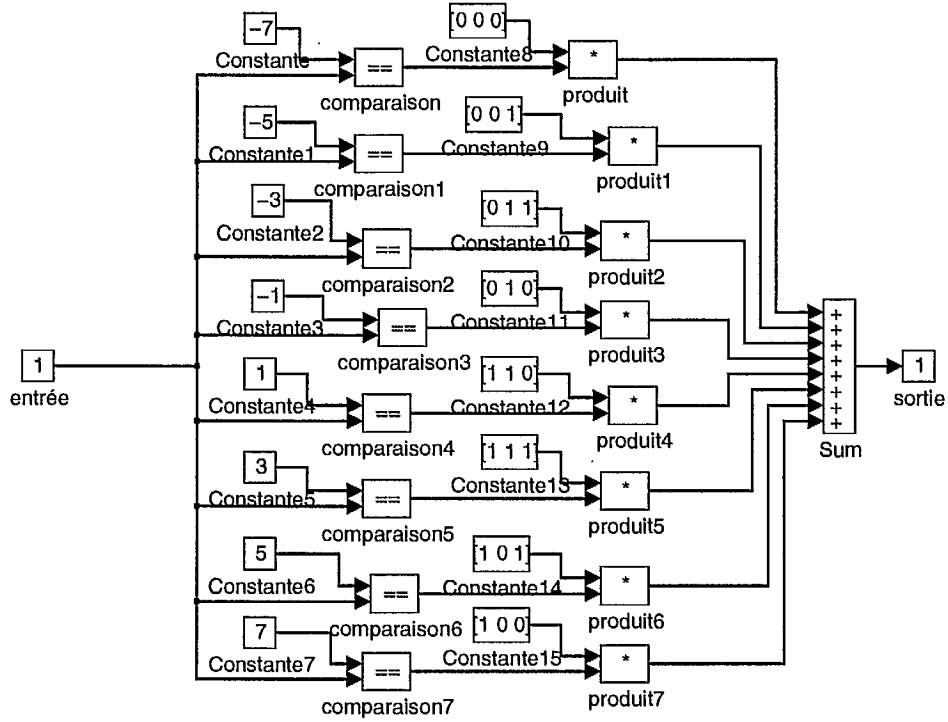 −7
Constante
==
comparaison
[0 0 0]
Constante8
*
produit
−5
Constante1
==
comparaison1
[0 0 1]
Constante9
*
produit1
−3
Constante2
==
comparaison2
[0 1 1]
Constante10
*
produit2
−1
Constante3
==
comparaison3
[0 1 0]
Constante11
*
produit3
1
entrée
1
Constante4
==
comparaison4
[1 1 0]
Constante12
*
produit4
3
Constante5
==
comparaison5
[1 1 1]
Constante13
*
produit5
5
Constante6
==
comparaison6
[1 0 1]
Constante14
*
produit6
7
Constante7
==
comparaison7
[1 0 0]
Constante15
*
produit7
+
+
+
+
+
+
+
+
Sum
1
sortie